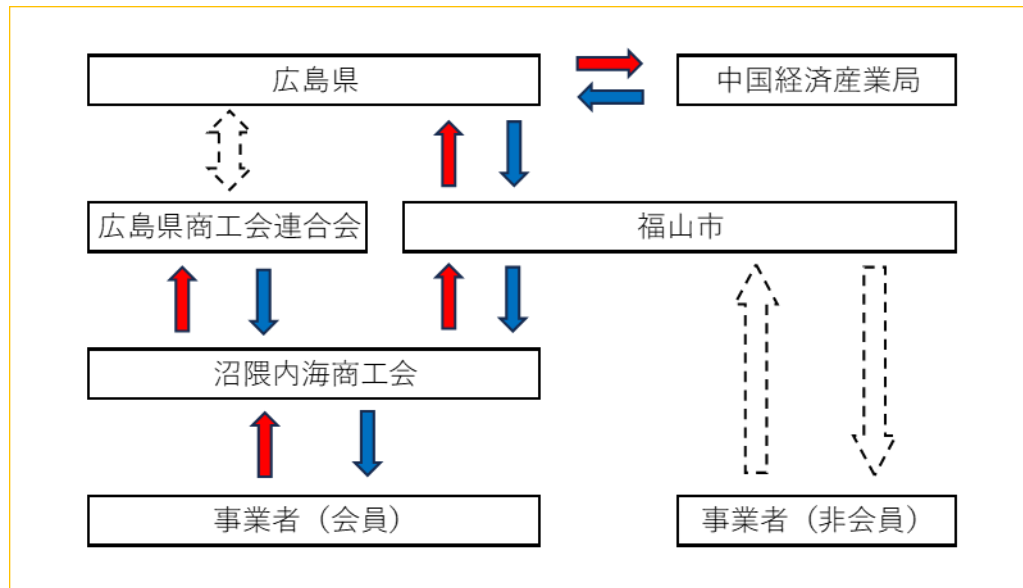 広島県
中国経済産業局
広島県商工会連合会
福山市
沼隈内海商工会
事業者（会員）
事業者（非会員）